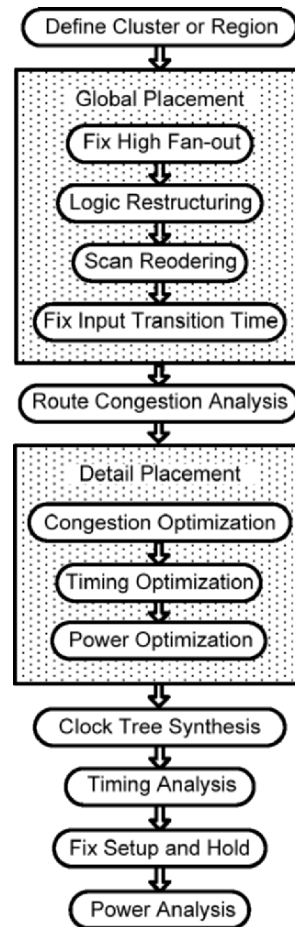 Define Cluster or Region
Global Placement
Fix High Fan-out
Logic Restructuring
Scan Reodering
Fix Input Transition Time
Route Congestion Analysis
Detail Placement
Congestion Optimization
Timing Optimization
Power Optimization
Clock Tree Synthesis
Timing Analysis
Fix Setup and Hold
Power Analysis